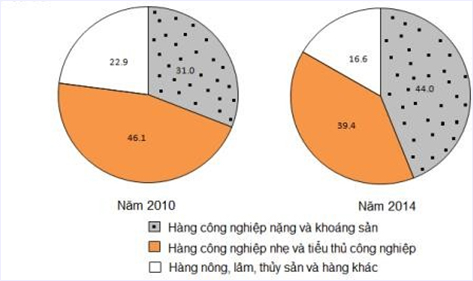 22.9
31.0
46.1
16.6
44.0
39.4
Năm 2010
Năm 2014
Hàng công nghiệp nặng và khoáng sản
Hàng công nghiệp nhẹ và tiểu thủ công nghiệp
Hàng nông, lâm, thủy sản và hàng khác